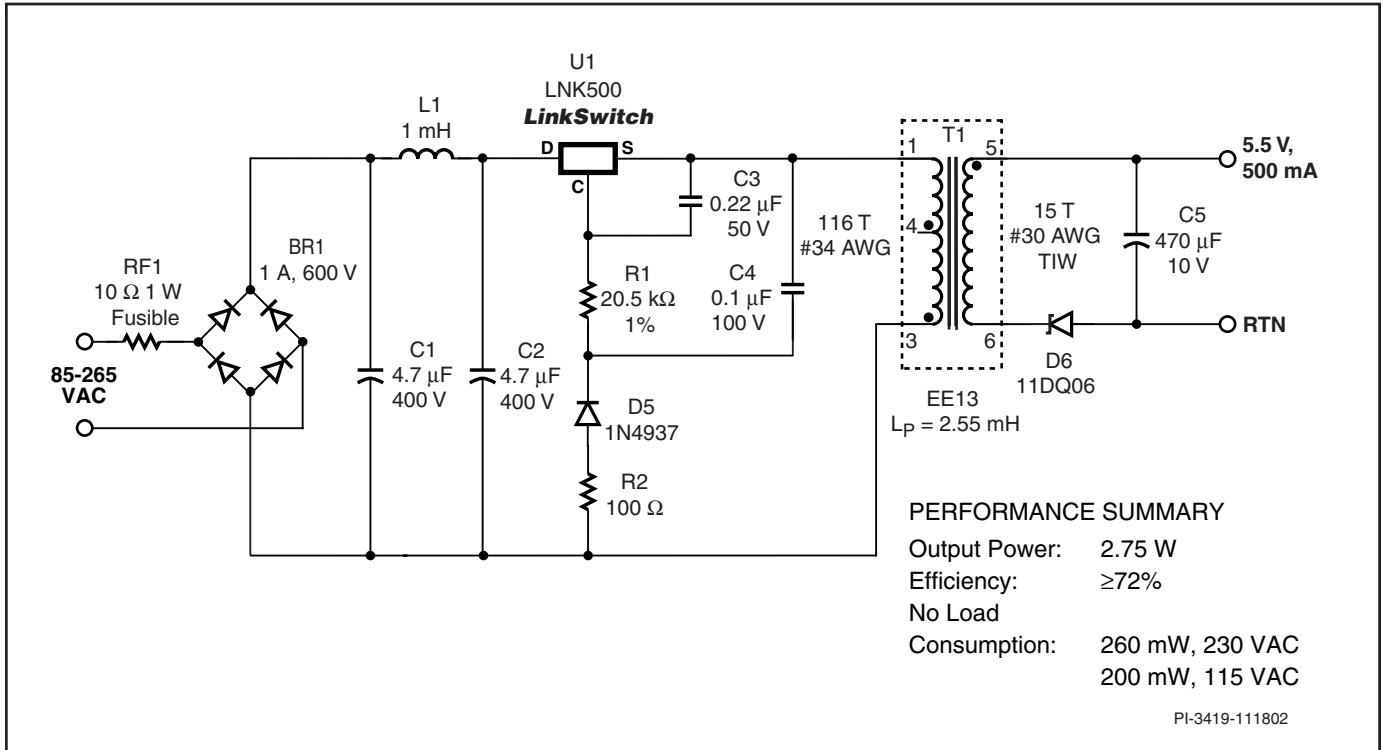 U1
LNK500
LinkSwitch
L1
1 mH
D
S
C
C3
0.22 μF
50 V
T1
1
5
5.5 V,
500 mA
116 T
#34 AWG
4
15 T
#30 AWG
TIW
C5
470 μF
10 V
BR1
1 A, 600 V
RF1
10 Ω 1 W
Fusible
R1
20.5 kΩ
1%
C4
0.1 μF
100 V
RTN
3
6
85-265
VAC
C1
4.7 μF
400 V
C2
4.7 μF
400 V
D6
11DQ06
D5
1N4937
EE13
LP = 2.55 mH
R2
100 Ω
PERFORMANCE SUMMARY
Output Power: 2.75 W
Efficiency: ≥72%
No Load
Consumption: 260 mW, 230 VAC
200 mW, 115 VAC
PI-3419-111802